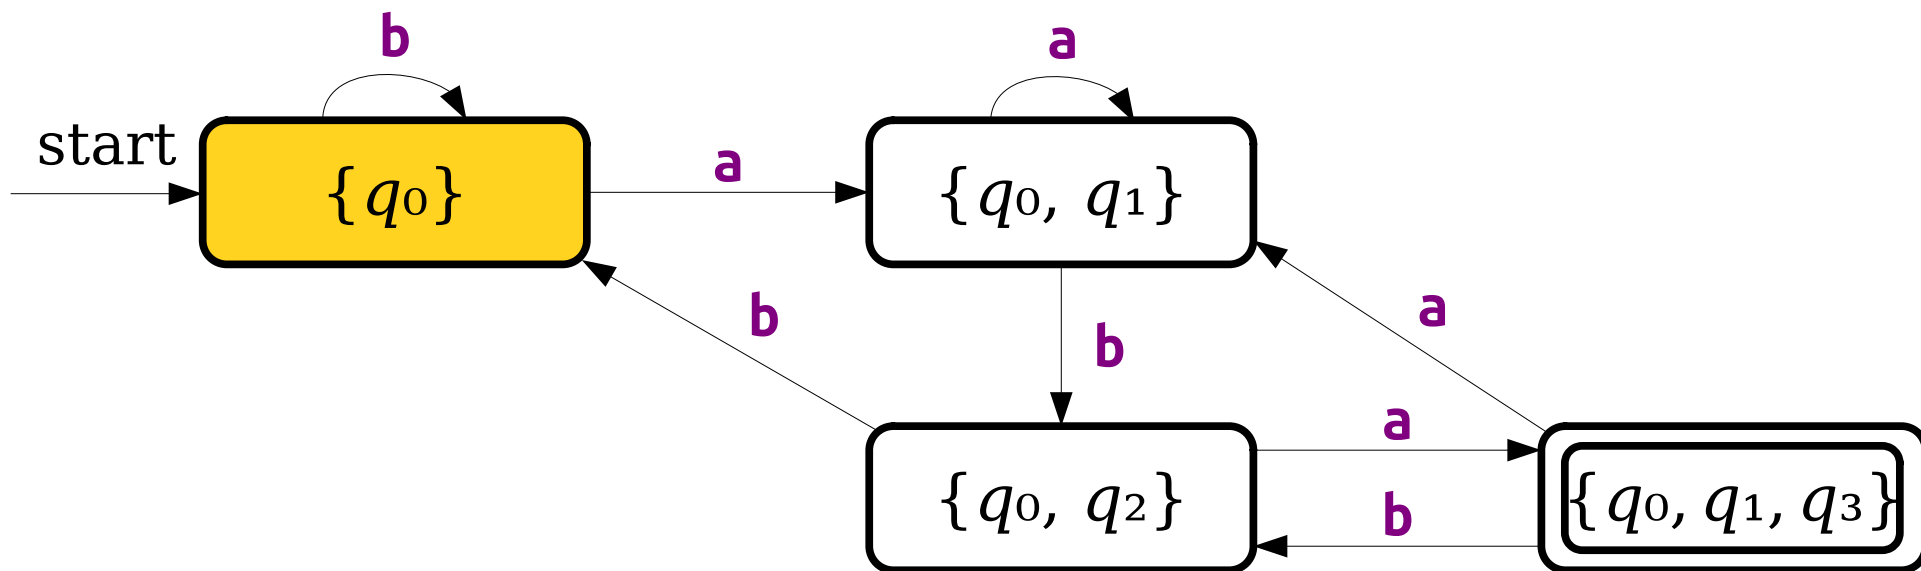 b
a
start
{q₀}
a
{q₀, q₁}
b
b
a
{q₀, q₂}
a
b
{q₀, q₁, q₃}